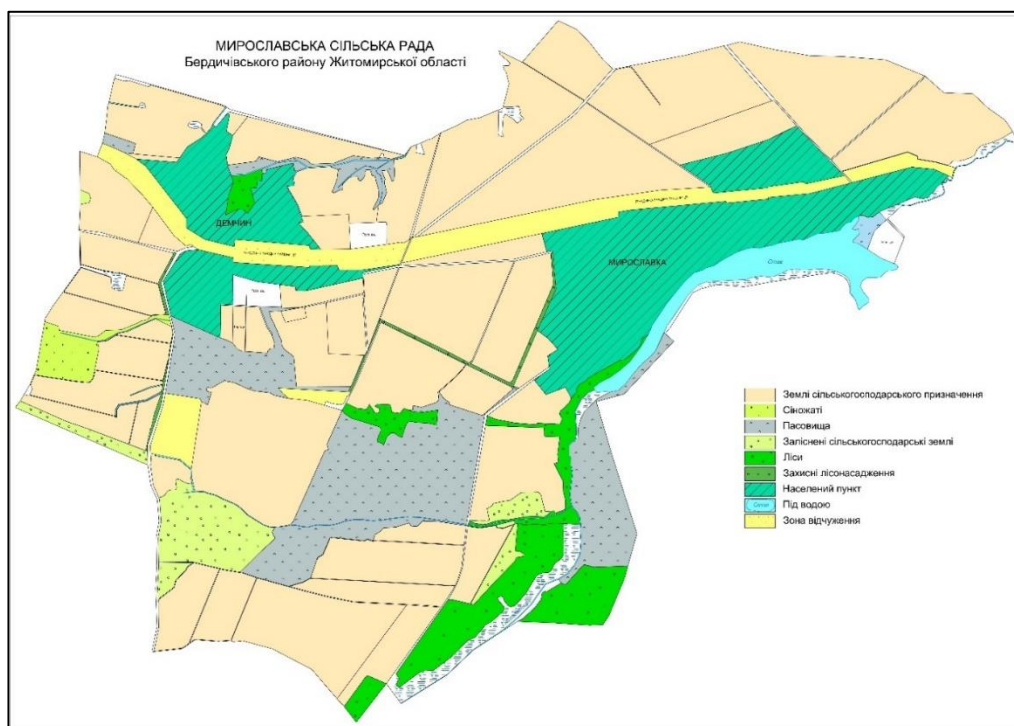 МИРОСЛАВСЬКА СІЛЬСЬКА РАДА
Бердичівського району Житомирської області
ДЕМЧИН
МИРОСЛАВКА
Землі сільськогосподарського призначення
Сіножаті
Пасовища
Заліснені сільськогосподарські землі
Ліси
Захисні лісонасадження
Населений пункт
Під водою
Зона відчуження